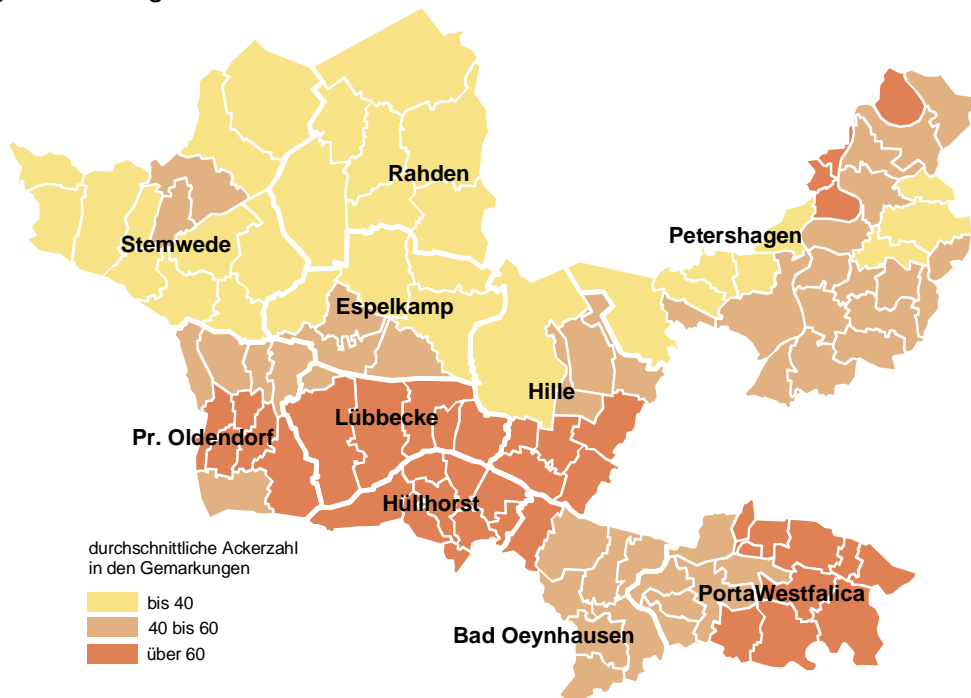 Rahden
Stemwede
Petershagen
Espelkamp
Hille
Lübbecke
Pr. Oldendorf
Hüllhorst
durchschnittliche Ackerzahl
in den Gemarkungen
bis 40
40 bis 60
über 60
PortaWestfalica
Bad Oeynhausen